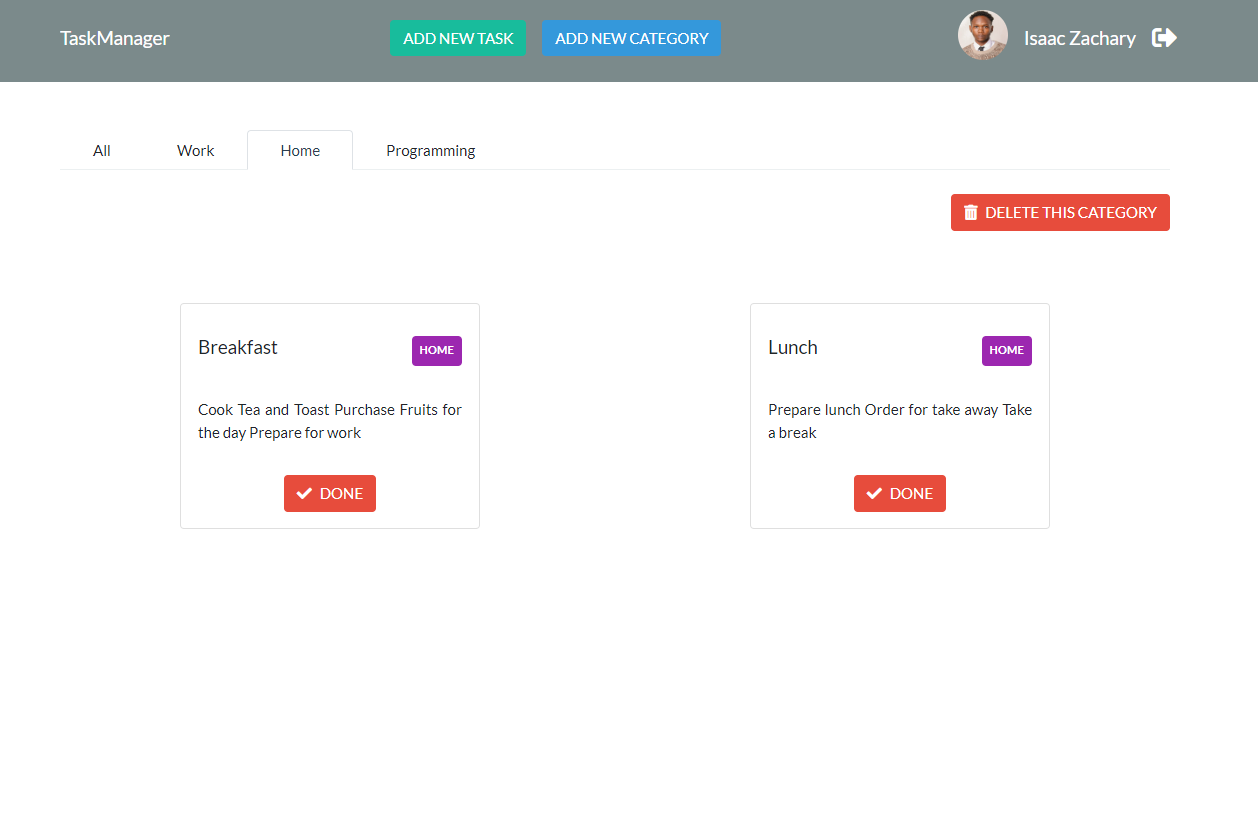 TaskManager
ADD NEW TASK
ADD NEW CATEGORY
Isaac Zachary
All
Work
Home
Programming
DELETE THIS CATEGORY
Breakfast
HOME
Cook Tea and Toast Purchase Fruits for
the day Prepare for work
DONE
Lunch
HOME
Prepare lunch Order for take away Take
a break
DONE